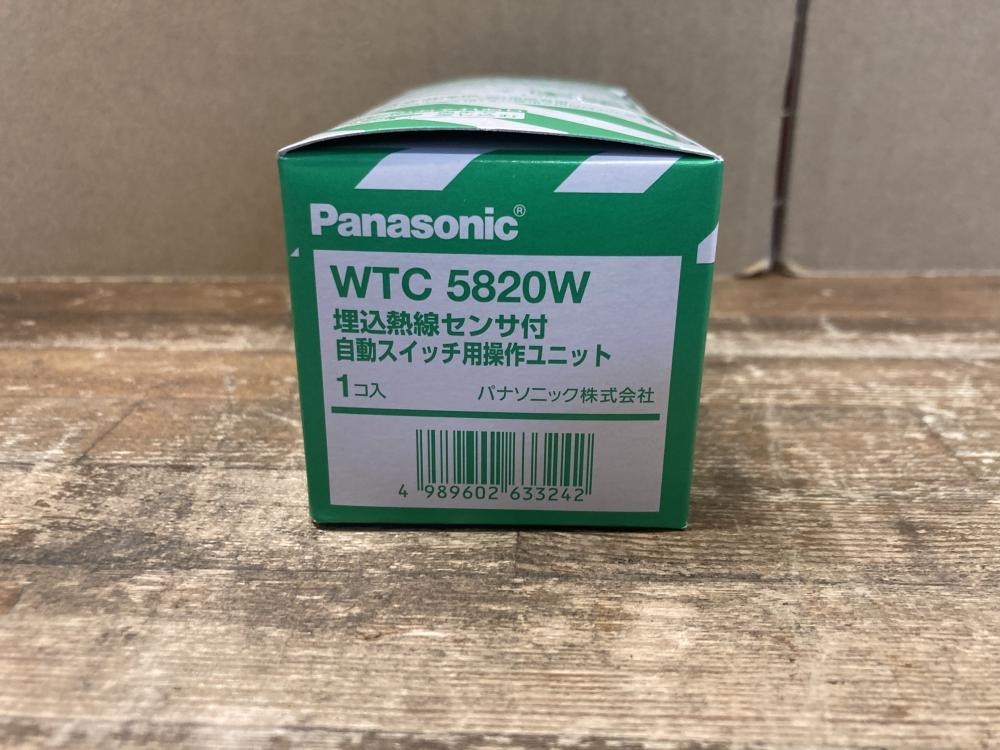 Panasonic®
WTC 5820W
埋込熱線センサ付
自動スイッチ用操作ユニット
1コ入 パナソニック株式会社
4 989602 633242